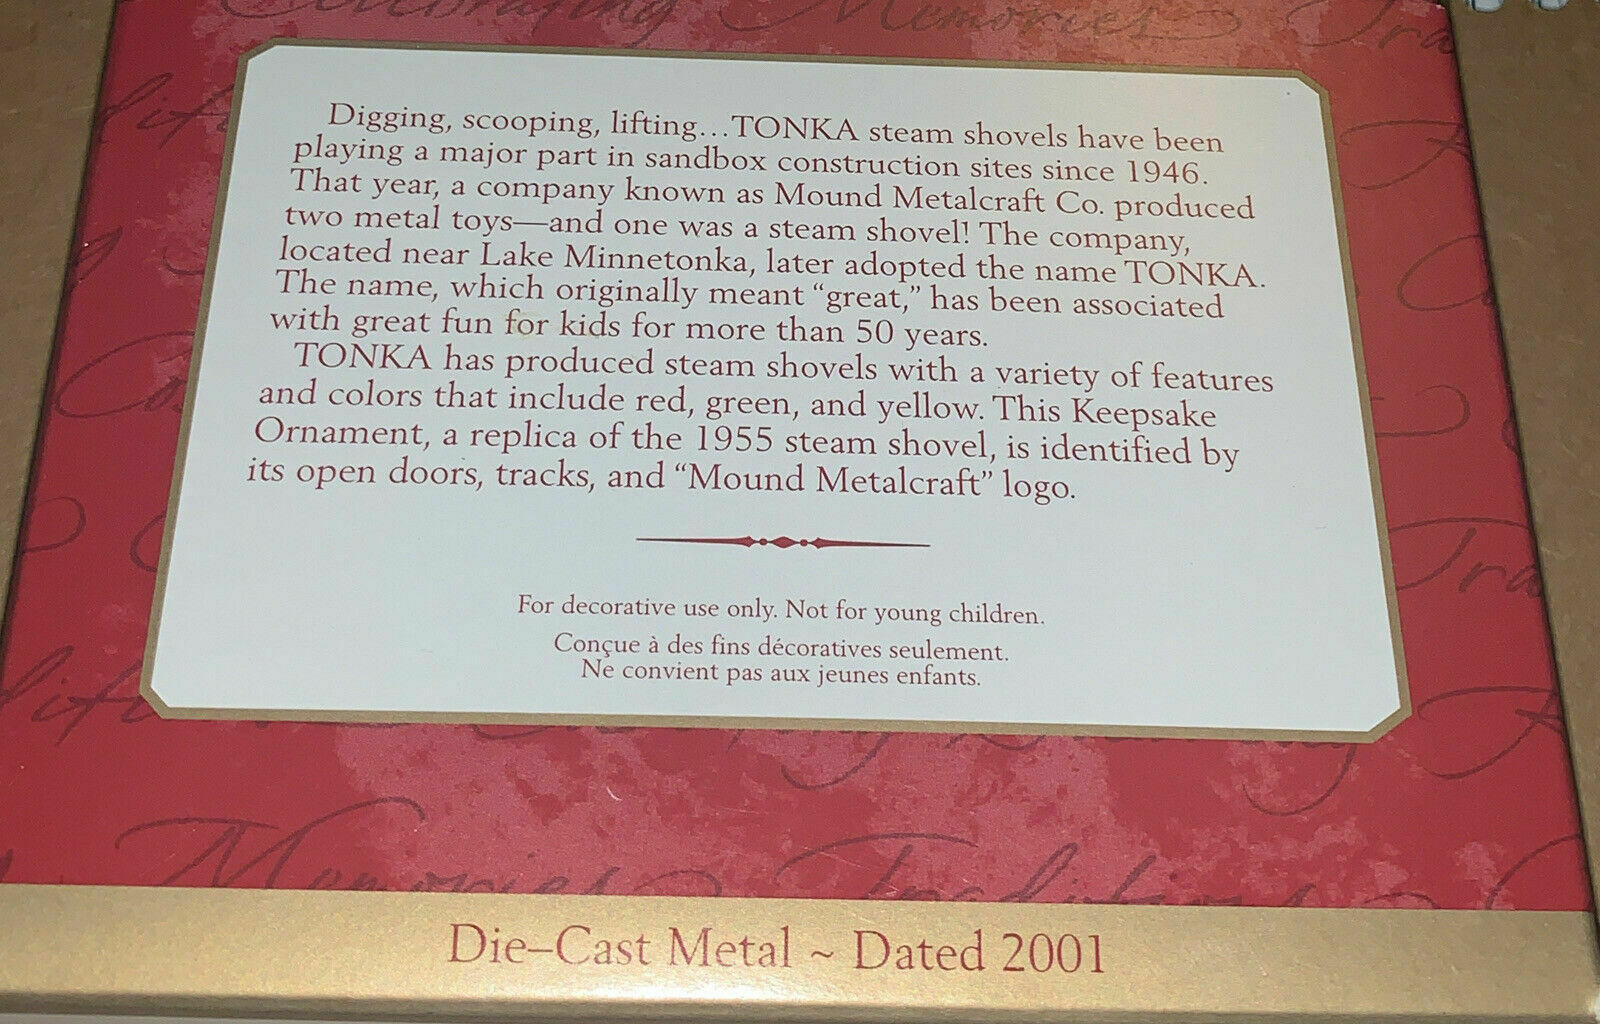 Celebrating Memories Tra
Digging, scooping, lifting...TONKA steam shovels have been
playing a major part in sandbox construction sites since 1946.
That year, a company known as Mound Metalcraft Co. produced
two metal toys—and one was a steam shovel! The company,
located near Lake Minnetonka, later adopted the name TONKA.
The name, which originally meant “great,” has been associated
with great fun for kids for more than 50 years.
TONKA has produced steam shovels with a variety of features
and colors that include red, green, and yellow. This Keepsake
Ornament, a replica of the 1955 steam shovel, is identified by
its open doors, tracks, and “Mound Metalcraft” logo.
For decorative use only. Not for young children.
Conçue à des fins décoratives seulement.
Ne convient pas aux jeunes enfants.
Memories Traditions
Die–Cast Metal ~ Dated 2001